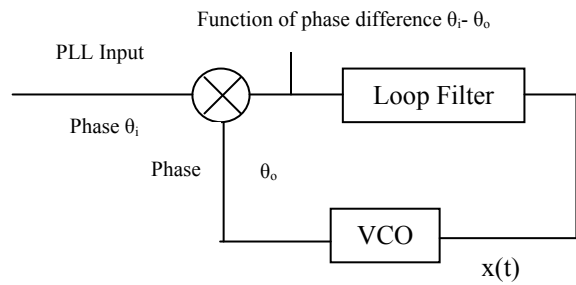 Function of phase difference θi- θo
PLL Input
Loop Filter
Phase θi
Phase θo
VCO
x(t)